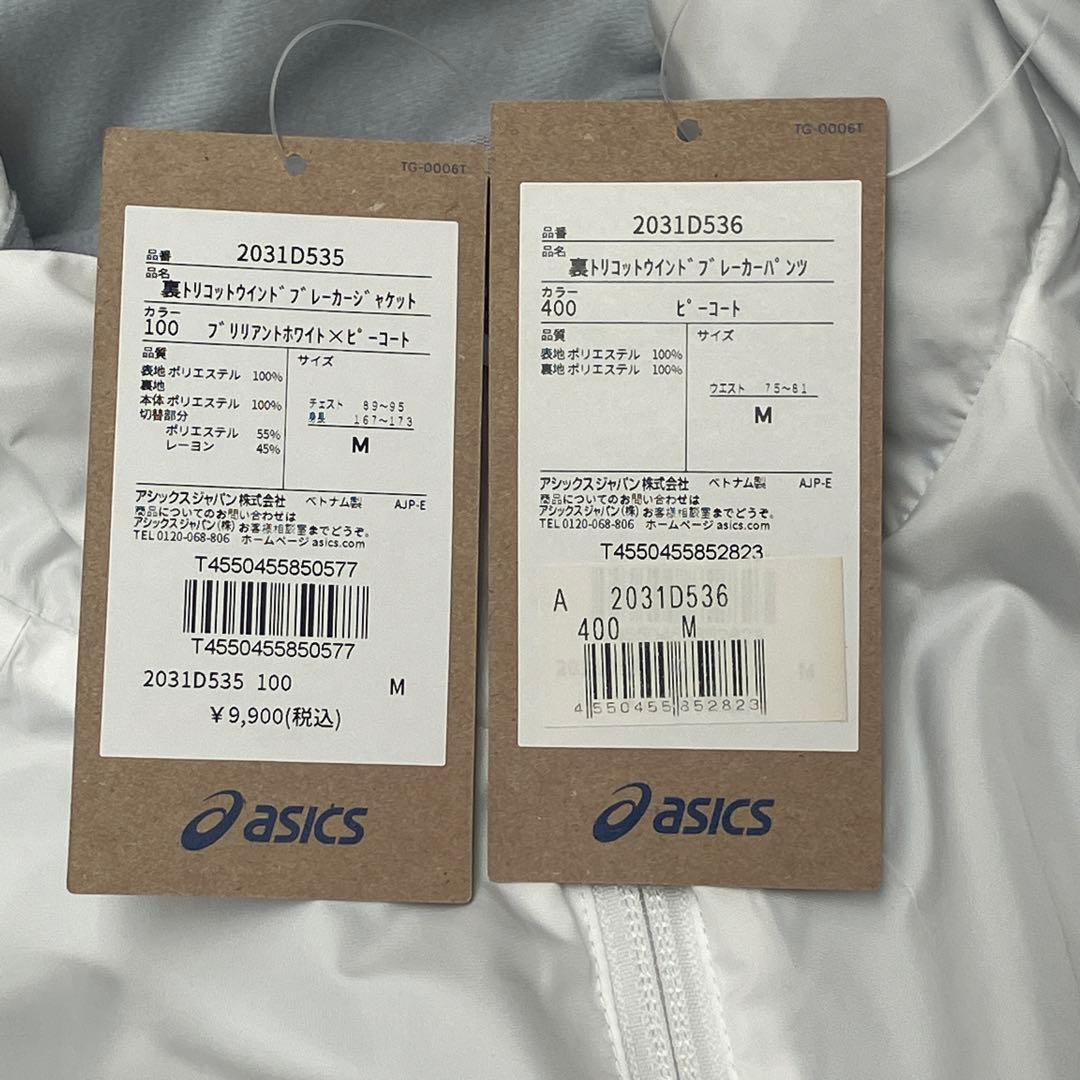 TG-0006T
品番 2031D535
品名
裏トリコットウインドブレーカージャケット
カラー
100 ブリリアントホワイト×ピーコート
品質
表地 ポリエステル 100%
裏地
本体 ポリエステル 100%
切替部分
ポリエステル 55%
レーヨン 45%
サイズ
チェスト 89~95
身長 167~173
M
アシックスジャパン株式会社 ベトナム製 AJP-E
商品についてのお問い合わせは
アシックスジャパン(株)お客様相談室までどうぞ。
TEL 0120-068-806 ホームページ asics.com
T4550455850577
T4550455850577
2031D535 100 M
¥9,900(税込)
asics
TG-0006T
品番 2031D536
品名
裏トリコットウインドブレーカーパンツ
カラー
400 ピーコート
品質
表地 ポリエステル 100%
裏地 ポリエステル 100%
サイズ
ウエスト 75~81
M
アシックスジャパン株式会社 ベトナム製 AJP-E
商品についてのお問い合わせは
アシックスジャパン(株)お客様相談室までどうぞ。
TEL 0120-068-806 ホームページ asics.com
T4550455852823
A 2031D536
400 M
4 550455 852823
asics